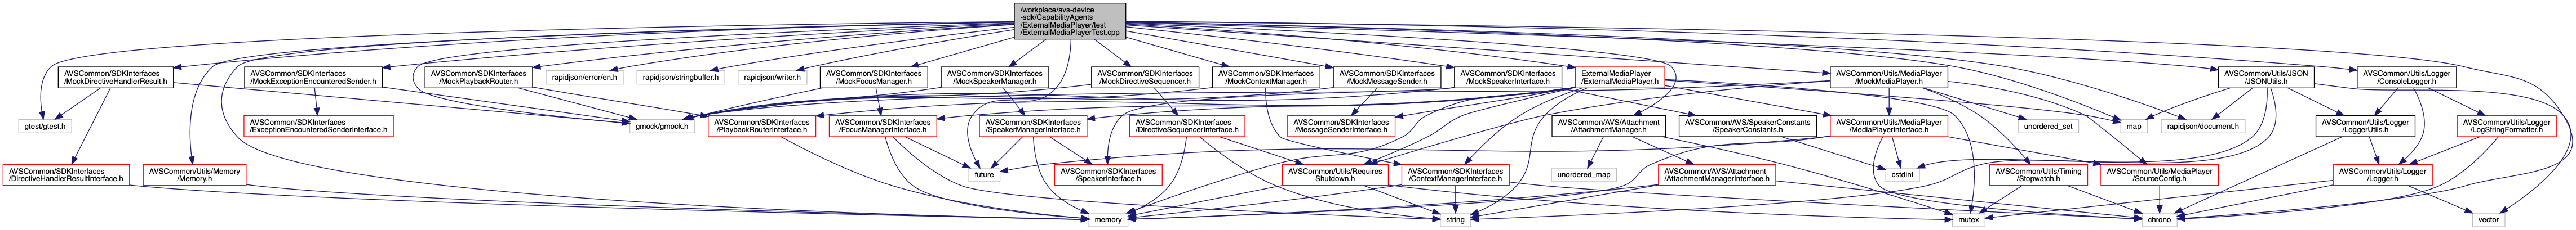 /workplace/avs-device
-sdk/CapabilityAgents
/ExternalMediaPlayer/test
/ExternalMediaPlayerTest.cpp
AVSCommon/SDKInterfaces
/MockDirectiveHandlerResult.h
AVSCommon/SDKInterfaces
/MockExceptionEncounteredSender.h
AVSCommon/SDKInterfaces
/MockPlaybackRouter.h
rapidjson/error/en.h
rapidjson/stringbuffer.h
rapidjson/writer.h
AVSCommon/SDKInterfaces
/MockFocusManager.h
AVSCommon/SDKInterfaces
/MockSpeakerManager.h
AVSCommon/SDKInterfaces
/MockDirectiveSequencer.h
AVSCommon/SDKInterfaces
/MockContextManager.h
AVSCommon/SDKInterfaces
/MockMessageSender.h
AVSCommon/SDKInterfaces
/MockSpeakerInterface.h
ExternalMediaPlayer
/ExternalMediaPlayer.h
AVSCommon/Utils/MediaPlayer
/MockMediaPlayer.h
AVSCommon/Utils/JSON
/JSONUtils.h
AVSCommon/Utils/Logger
/ConsoleLogger.h
gtest/gtest.h
AVSCommon/SDKInterfaces
/ExceptionEncounteredSenderInterface.h
gmock/gmock.h
AVSCommon/SDKInterfaces
/PlaybackRouterInterface.h
AVSCommon/SDKInterfaces
/FocusManagerInterface.h
AVSCommon/SDKInterfaces
/SpeakerManagerInterface.h
AVSCommon/SDKInterfaces
/DirectiveSequencerInterface.h
AVSCommon/SDKInterfaces
/MessageSenderInterface.h
AVSCommon/AVS/Attachment
/AttachmentManager.h
AVSCommon/AVS/SpeakerConstants
/SpeakerConstants.h
AVSCommon/Utils/MediaPlayer
/MediaPlayerInterface.h
unordered_set
map
rapidjson/document.h
AVSCommon/Utils/Logger
/LoggerUtils.h
AVSCommon/Utils/Logger
/LogStringFormatter.h
AVSCommon/SDKInterfaces
/DirectiveHandlerResultInterface.h
AVSCommon/Utils/Memory
/Memory.h
future
AVSCommon/SDKInterfaces
/SpeakerInterface.h
AVSCommon/Utils/Requires
Shutdown.h
AVSCommon/SDKInterfaces
/ContextManagerInterface.h
unordered_map
AVSCommon/AVS/Attachment
/AttachmentManagerInterface.h
cstdint
AVSCommon/Utils/Timing
/Stopwatch.h
AVSCommon/Utils/MediaPlayer
/SourceConfig.h
AVSCommon/Utils/Logger
/Logger.h
memory
string
mutex
chrono
vector